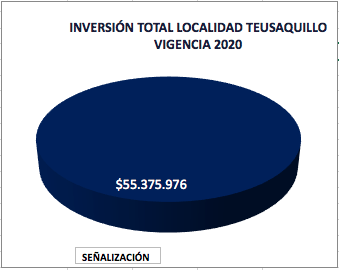 INVERSIÓN TOTAL LOCALIDAD TEUSAQUILLO
VIGENCIA 2020
$55.375.976
SEÑALIZACIÓN